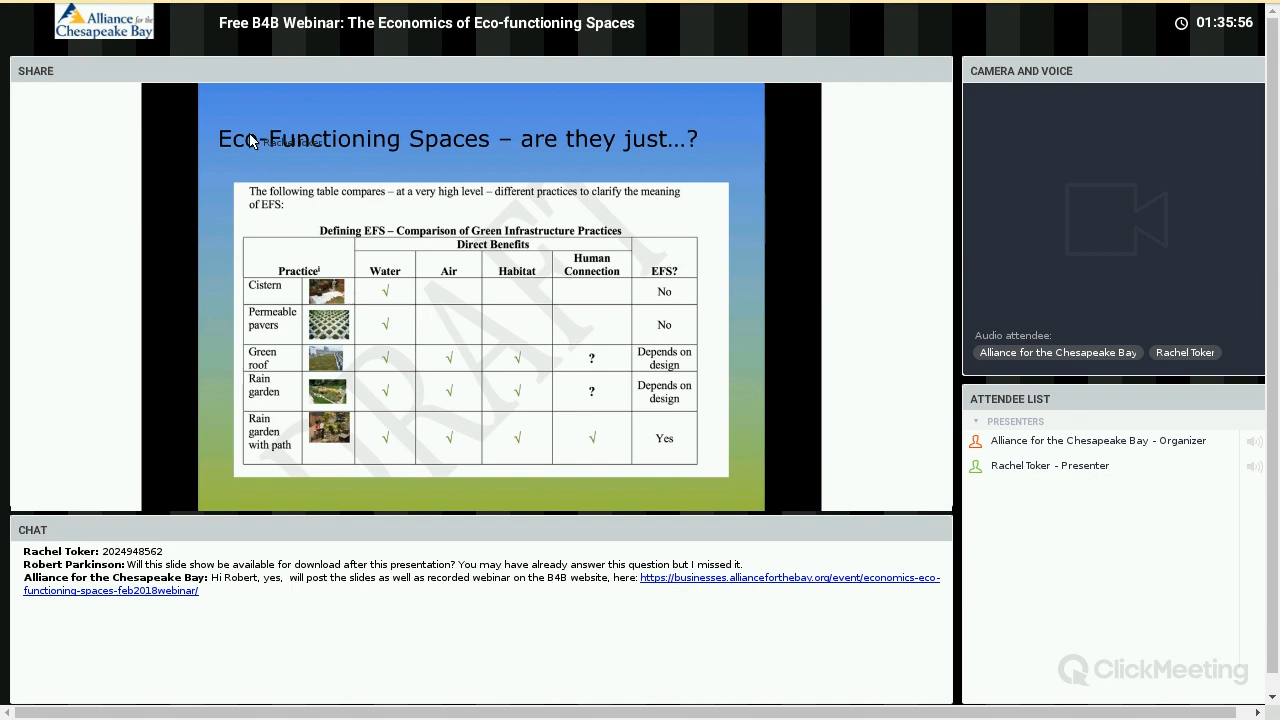 Alliance for the
Chesapeake Bay
Free B4B Webinar: The Economics of Eco-functioning Spaces
01:35:56
SHARE
Eco-Functioning Spaces – are they just...?
Rachel Toker
The following table compares – at a very high level – different practices to clarify the meaning
of EFS:
Defining EFS – Comparison of Green Infrastructure Practices
Direct Benefits
Practiceⁱ Water Air Habitat Human Connection EFS?
Cistern √ No
Permeable pavers √ No
Green roof √ √ √ ? Depends on design
Rain garden √ √ √ ? Depends on design
Rain garden with path √ √ √ √ Yes
DRAFT
CAMERA AND VOICE
Audio attendee:
Alliance for the Chesapeake Bay Rachel Toker
ATTENDEE LIST
PRESENTERS
Alliance for the Chesapeake Bay - Organizer
Rachel Toker - Presenter
ClickMeeting
CHAT
Rachel Toker: 2024948562
Robert Parkinson: Will this slide show be available for download after this presentation? You may have already answer this question but I missed it.
Alliance for the Chesapeake Bay: Hi Robert, yes, will post the slides as well as recorded webinar on the B4B website, here: https://businesses.allianceforthebay.org/event/economics-eco-
functioning-spaces-feb2018webinar/